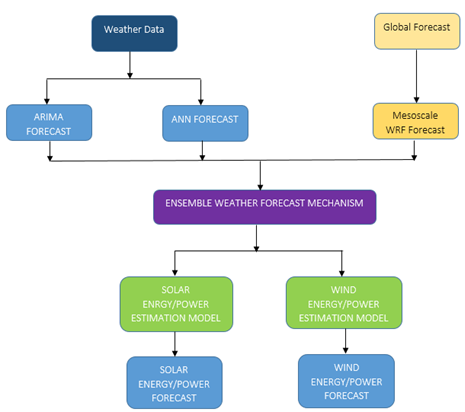 Weather Data
Global Forecast
ARIMA
FORECAST
ANN FORECAST
Mesoscale
WRF Forecast
ENSEMBLE WEATHER FORECAST MECHANISM
SOLAR
ENRGY/POWER
ESTIMATION MODEL
WIND
ENERGY/POWER
ESTIMATION MODEL
SOLAR
ENERGY/POWER
FORECAST
WIND
ENERGY/POWER
FORECAST